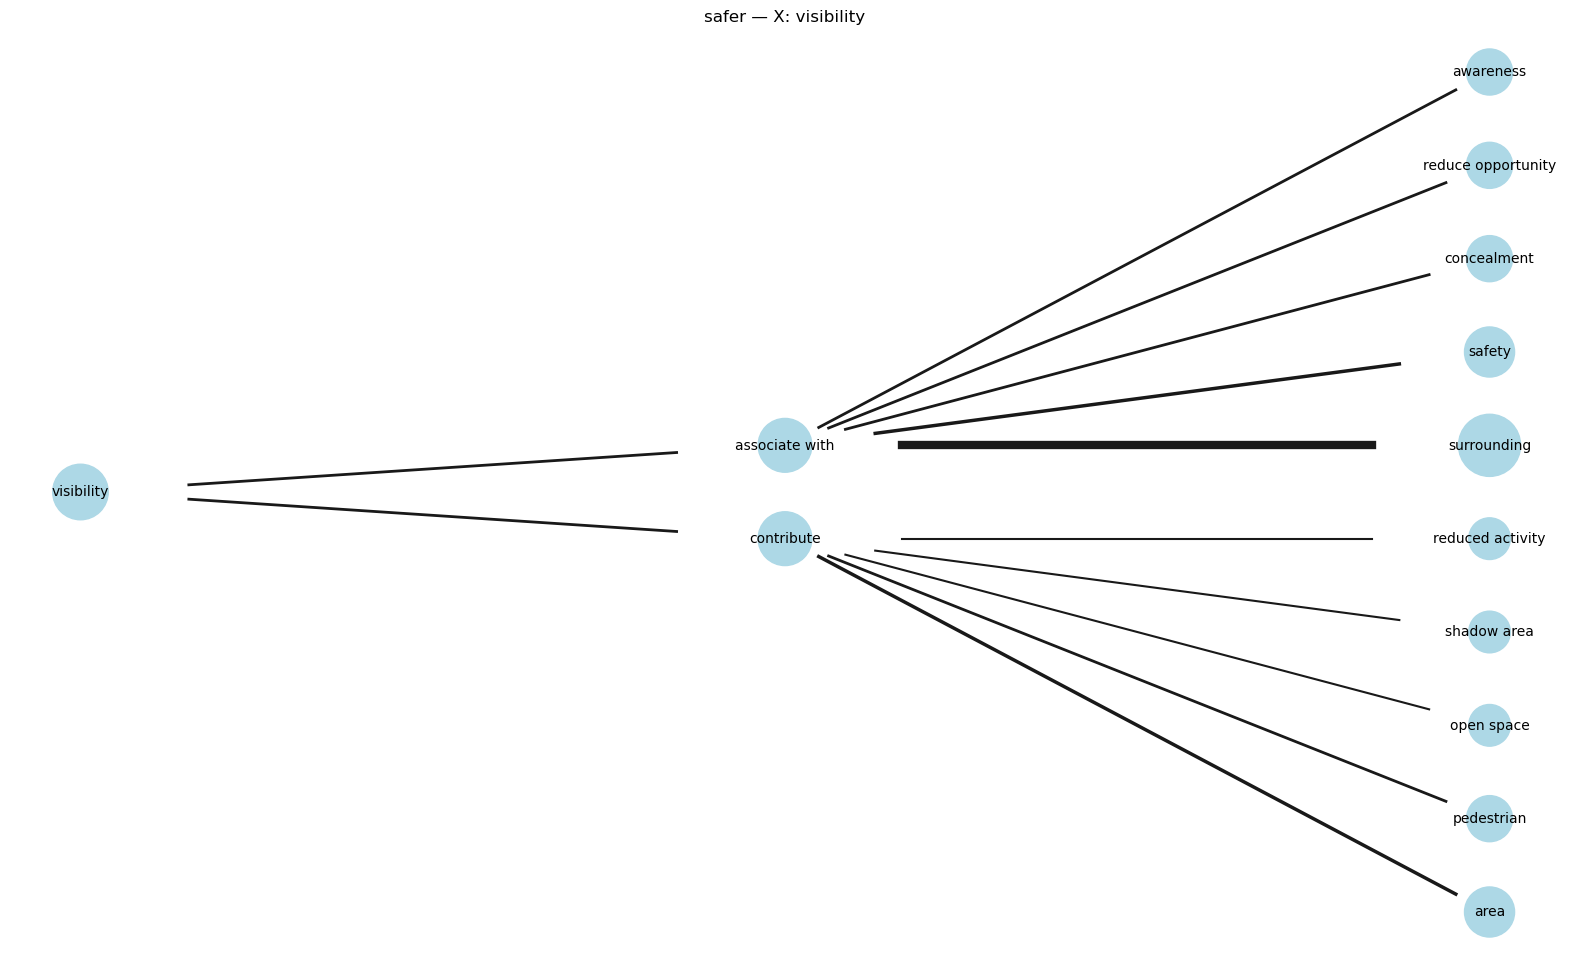 safer — X: visibility
awareness
reduce opportunity
concealment
safety
associate with
surrounding
visibility
contribute
reduced activity
shadow area
open space
pedestrian
area